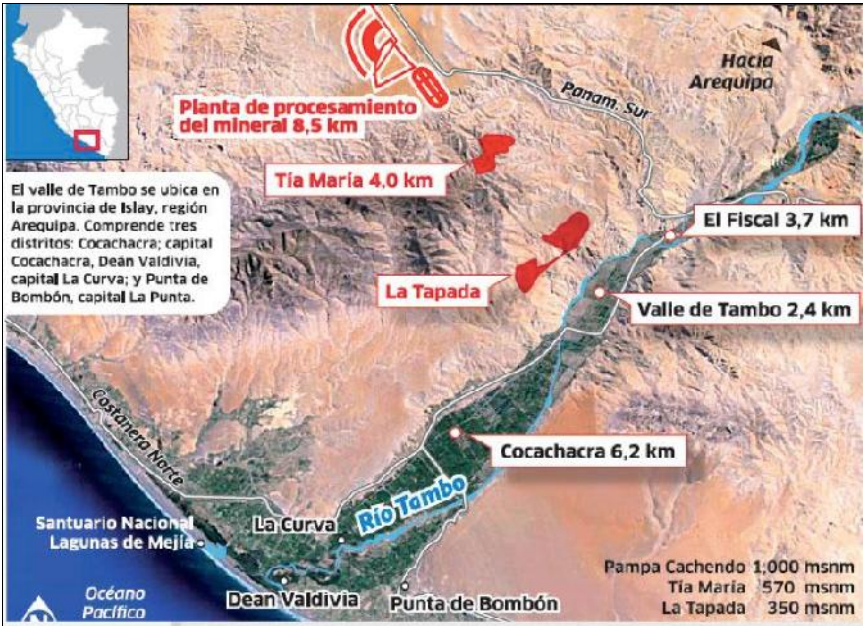 Hacia
Arequipa
Panam. Sur
Planta de procesamiento
del mineral 8,5 km
Tía María 4,0 km
El valle de Tambo se ubica en
la provincia de Islay, región
Arequipa. Comprende tres
distritos: Cocachacra; capital
Cocachacra, Deán Valdivia,
capital La Curva; y Punta de
Bombón, capital La Punta.
El Fiscal 3,7 km
La Tapada
Valle de Tambo 2,4 km
Costanera Norte
Cocachacra 6,2 km
Río Tambo
La Curva
Santuario Nacional
Lagunas de Mejía
Dean Valdivia
Punta de Bombón
Océano
Pacífico
N
Pampa Cachendo 1,000 msnm
Tía María 570 msnm
La Tapada 350 msnm